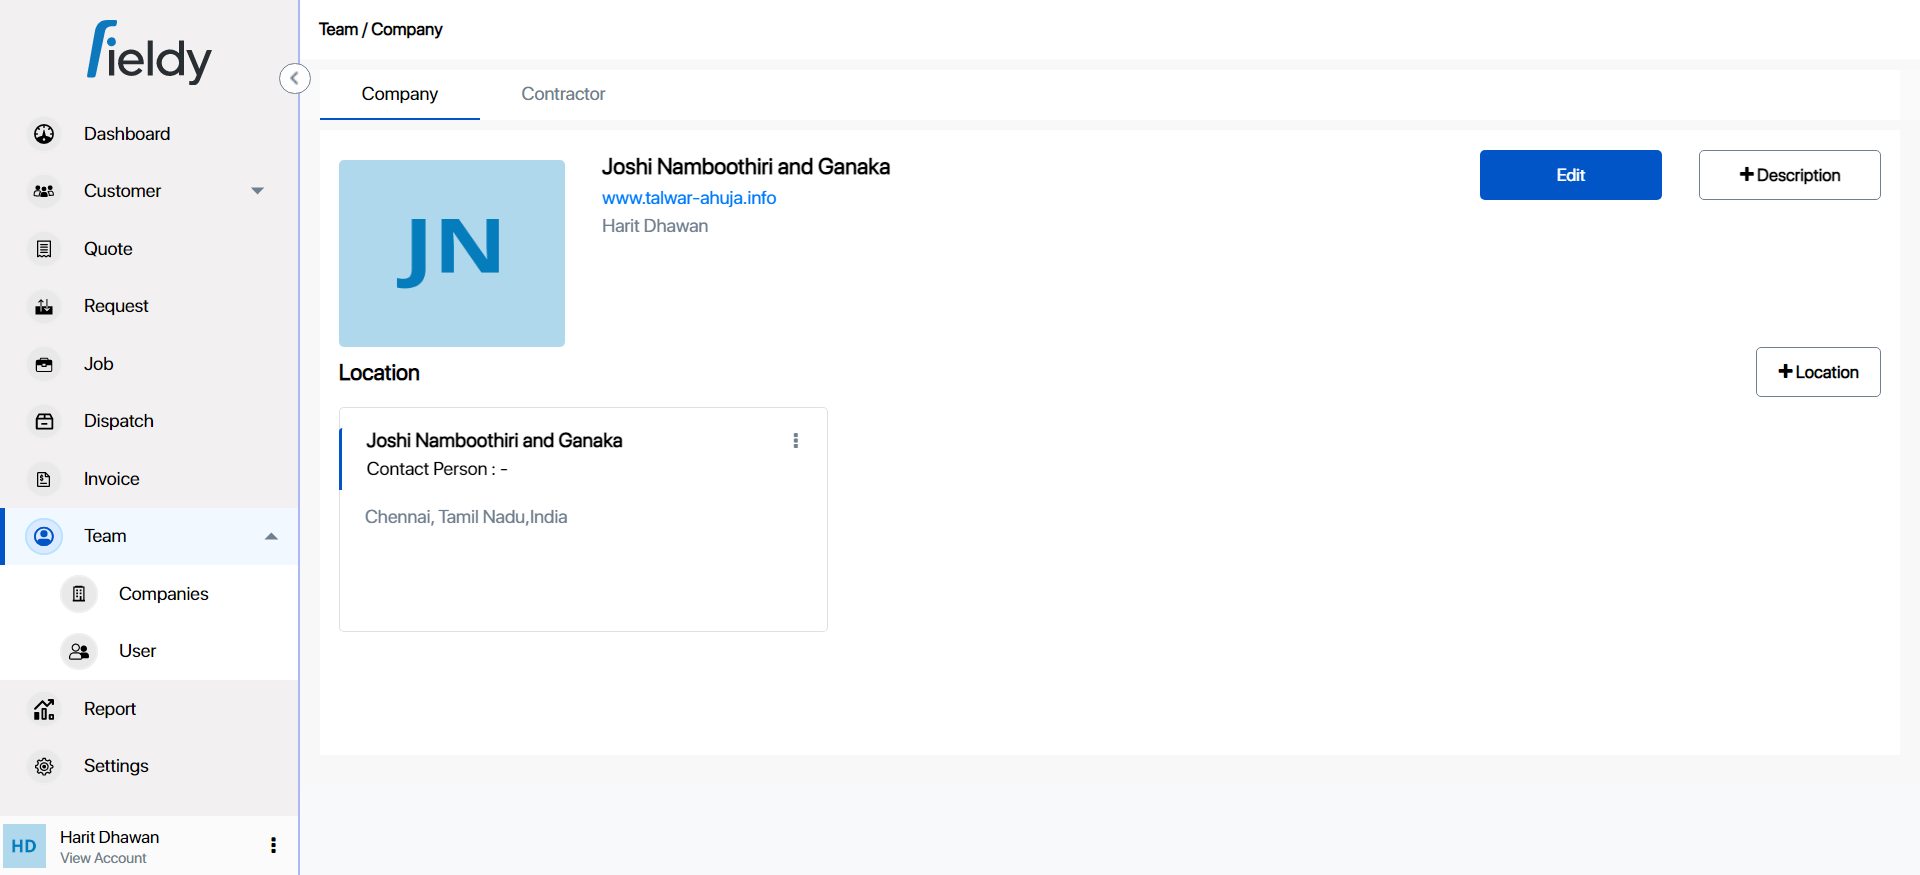 fieldy
Team / Company
Company
Contractor
Dashboard
Customer
Quote
Request
Job
Dispatch
Invoice
Team
Companies
User
Report
Settings
HD
Harit Dhawan
View Account
JN
Joshi Namboothiri and Ganaka
www.talwar-ahuja.info
Harit Dhawan
Edit
+Description
Location
+Location
Joshi Namboothiri and Ganaka
Contact Person : -
Chennai, Tamil Nadu,India